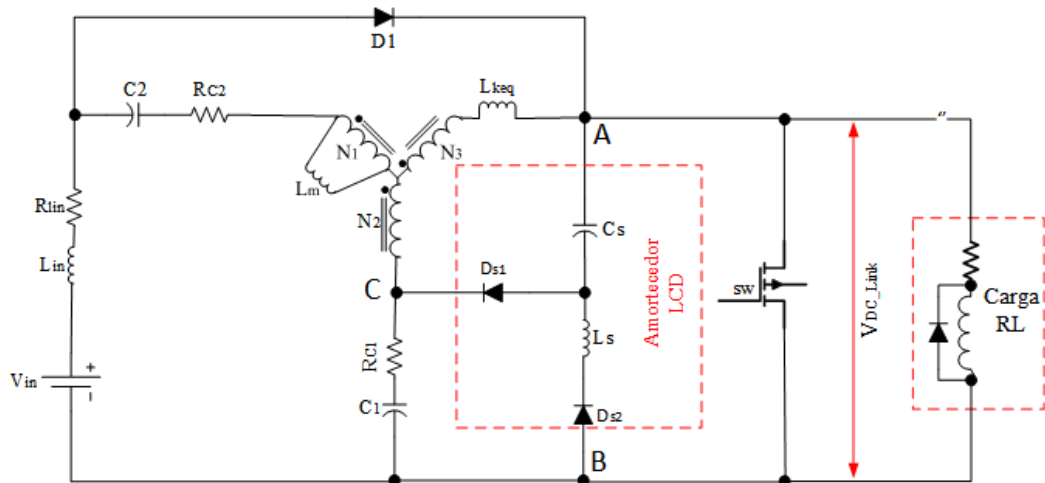 D1
C2
RC2
Lkeq
A
N1
N3
Lm
RLin
N2
Cs
Lin
Ds1
C
SW
Amortecedor
LCD
VDC_Link
Carga
RL
Ls
RC1
Vin
+
-
C1
Ds2
B
"